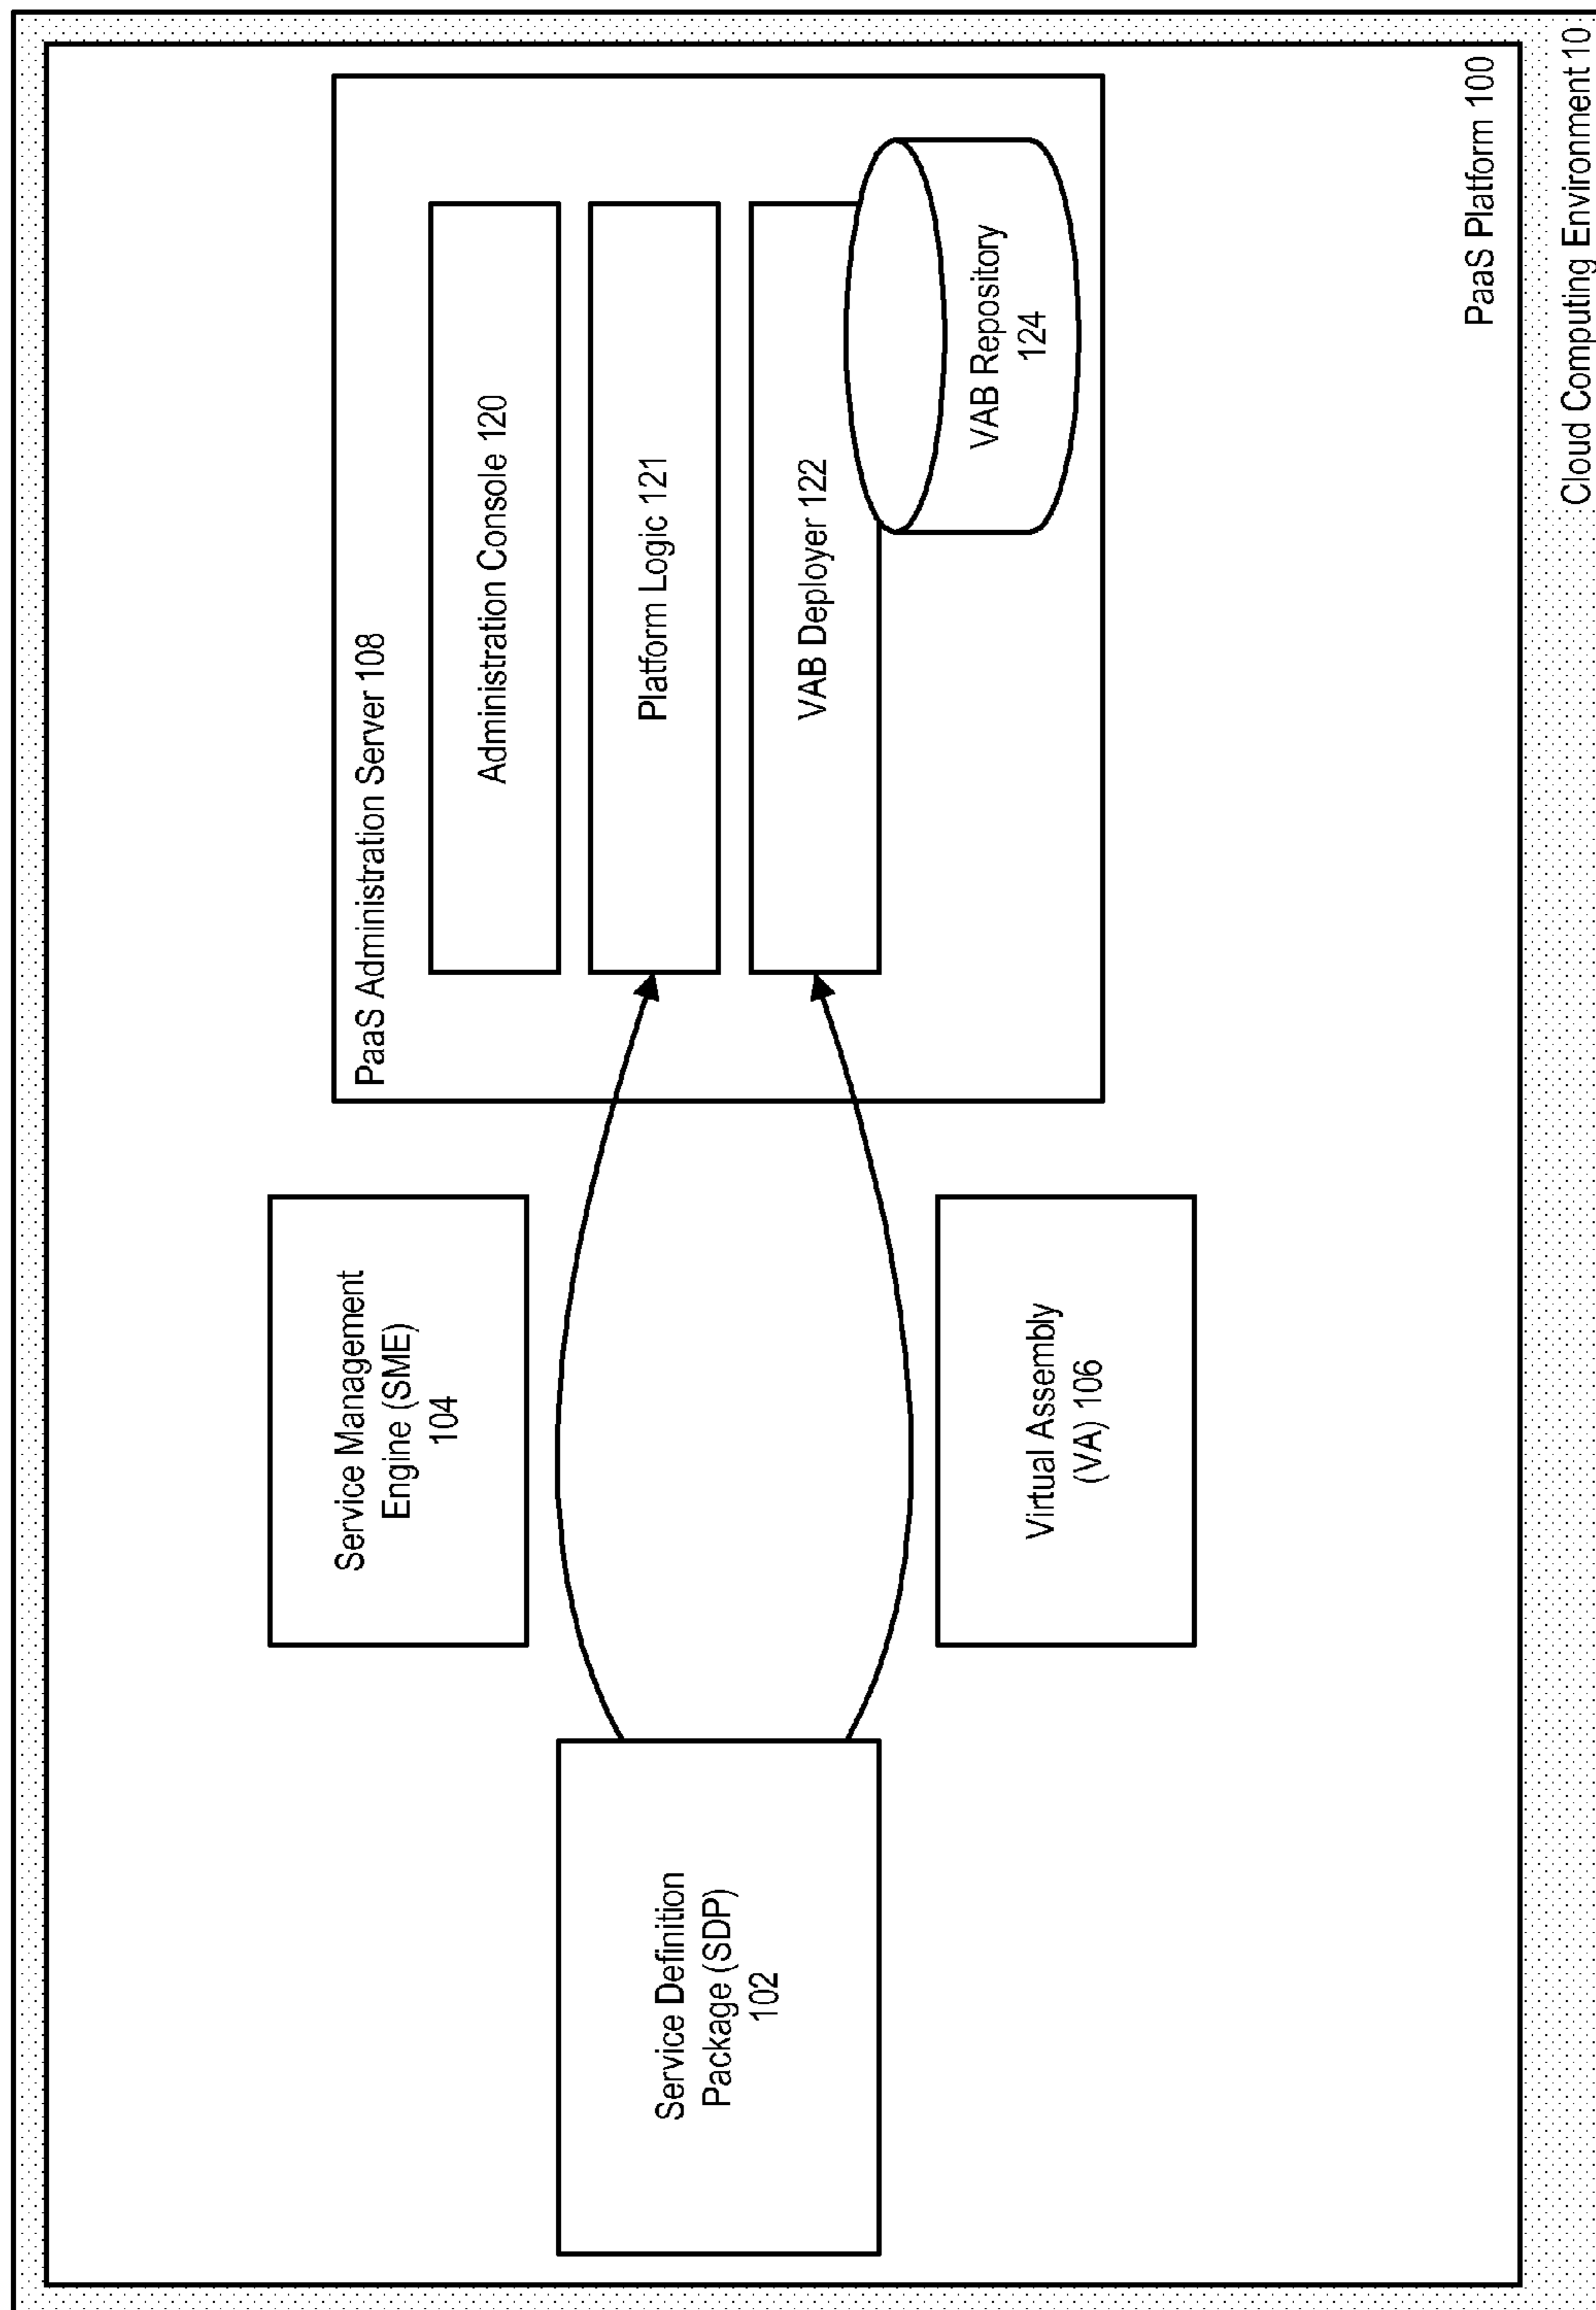 PaaS Administration Server 108
Administration Console 120
Platform Logic 121
VAB Deployer 122
VAB Repository
124
Service Management
Engine (SME)
104
Service Definition
Package (SDP)
102
Virtual Assembly
(VA) 106
PaaS Platform 100
Cloud Computing Environment 10